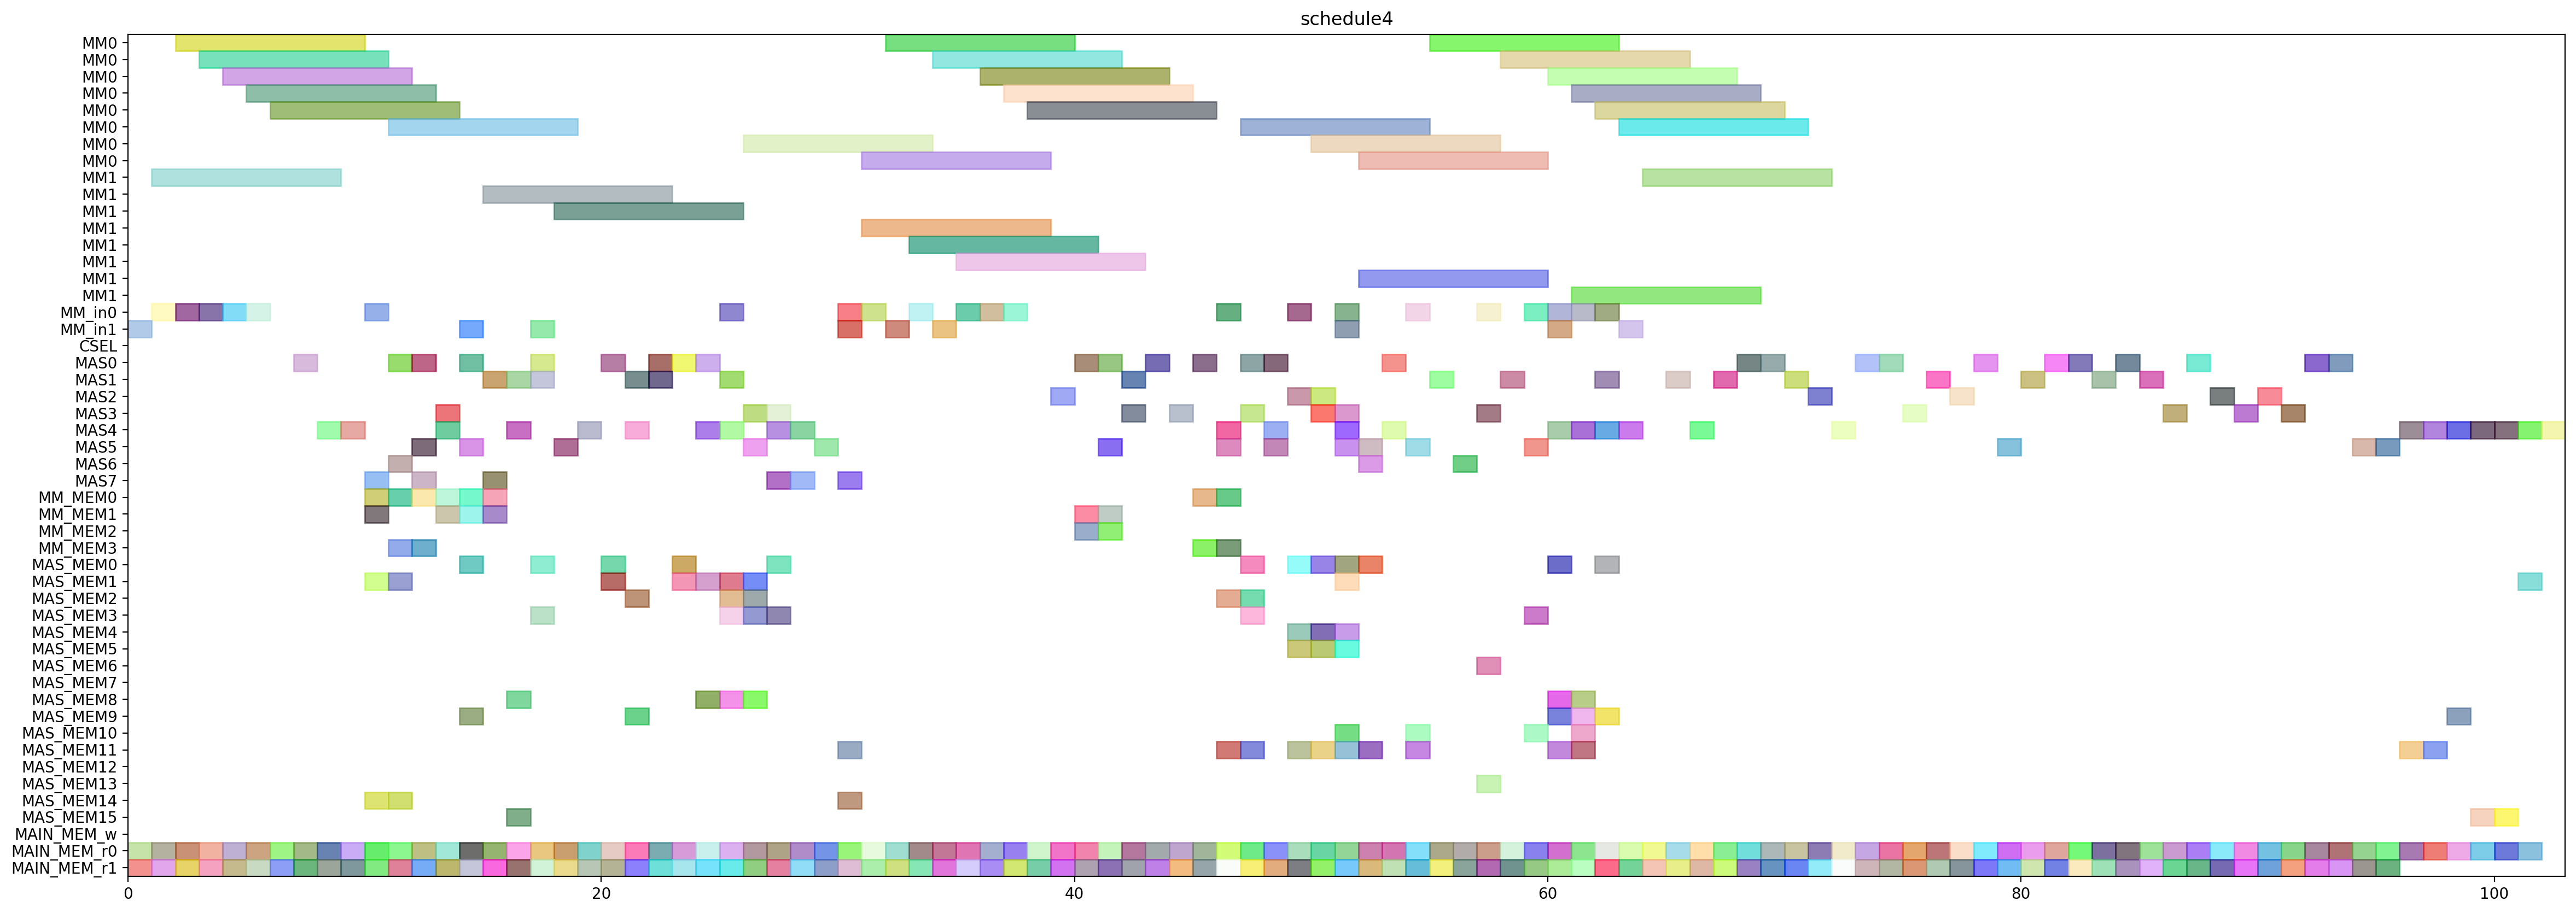 schedule4
MM0
MM0
MM0
MM0
MM0
MM0
MM0
MM0
MM1
MM1
MM1
MM1
MM1
MM1
MM1
MM1
MM_in0
MM_in1
CSEL
MAS0
MAS1
MAS2
MAS3
MAS4
MAS5
MAS6
MAS7
MM_MEM0
MM_MEM1
MM_MEM2
MM_MEM3
MAS_MEM0
MAS_MEM1
MAS_MEM2
MAS_MEM3
MAS_MEM4
MAS_MEM5
MAS_MEM6
MAS_MEM7
MAS_MEM8
MAS_MEM9
MAS_MEM10
MAS_MEM11
MAS_MEM12
MAS_MEM13
MAS_MEM14
MAS_MEM15
MAIN_MEM_w
MAIN_MEM_r0
MAIN_MEM_r1
0 20 40 60 80 100